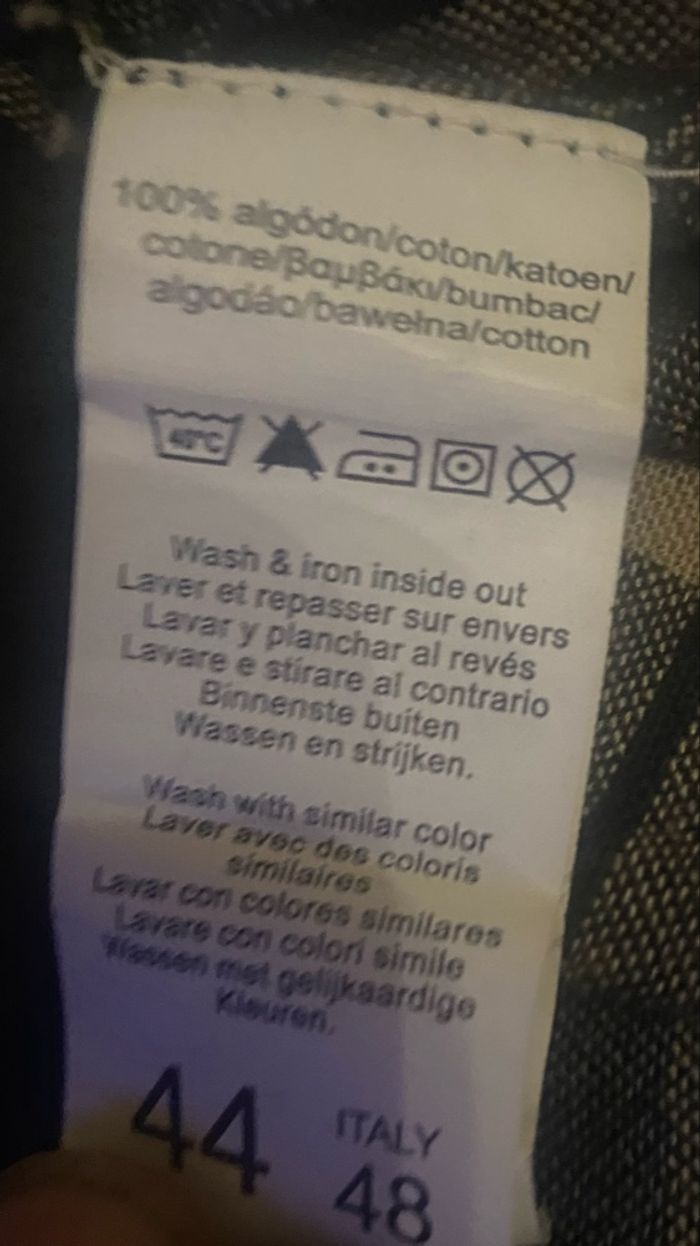 100% algódon/coton/katoen/
cotone/βαμβάκι/bumbac/
algodáo/bawełna/cotton
40°C
Wash & iron inside out
Laver et repasser sur envers
Lavar y planchar al revés
Lavare e stirare al contrario
Binnenste buiten
Wassen en strijken.
Wash with similar color
Laver avec des coloris
similaires
Lavar con colores similares
Lavare con colori simile
Wassen met gelijkaardige
Kleuren.
44
ITALY
48